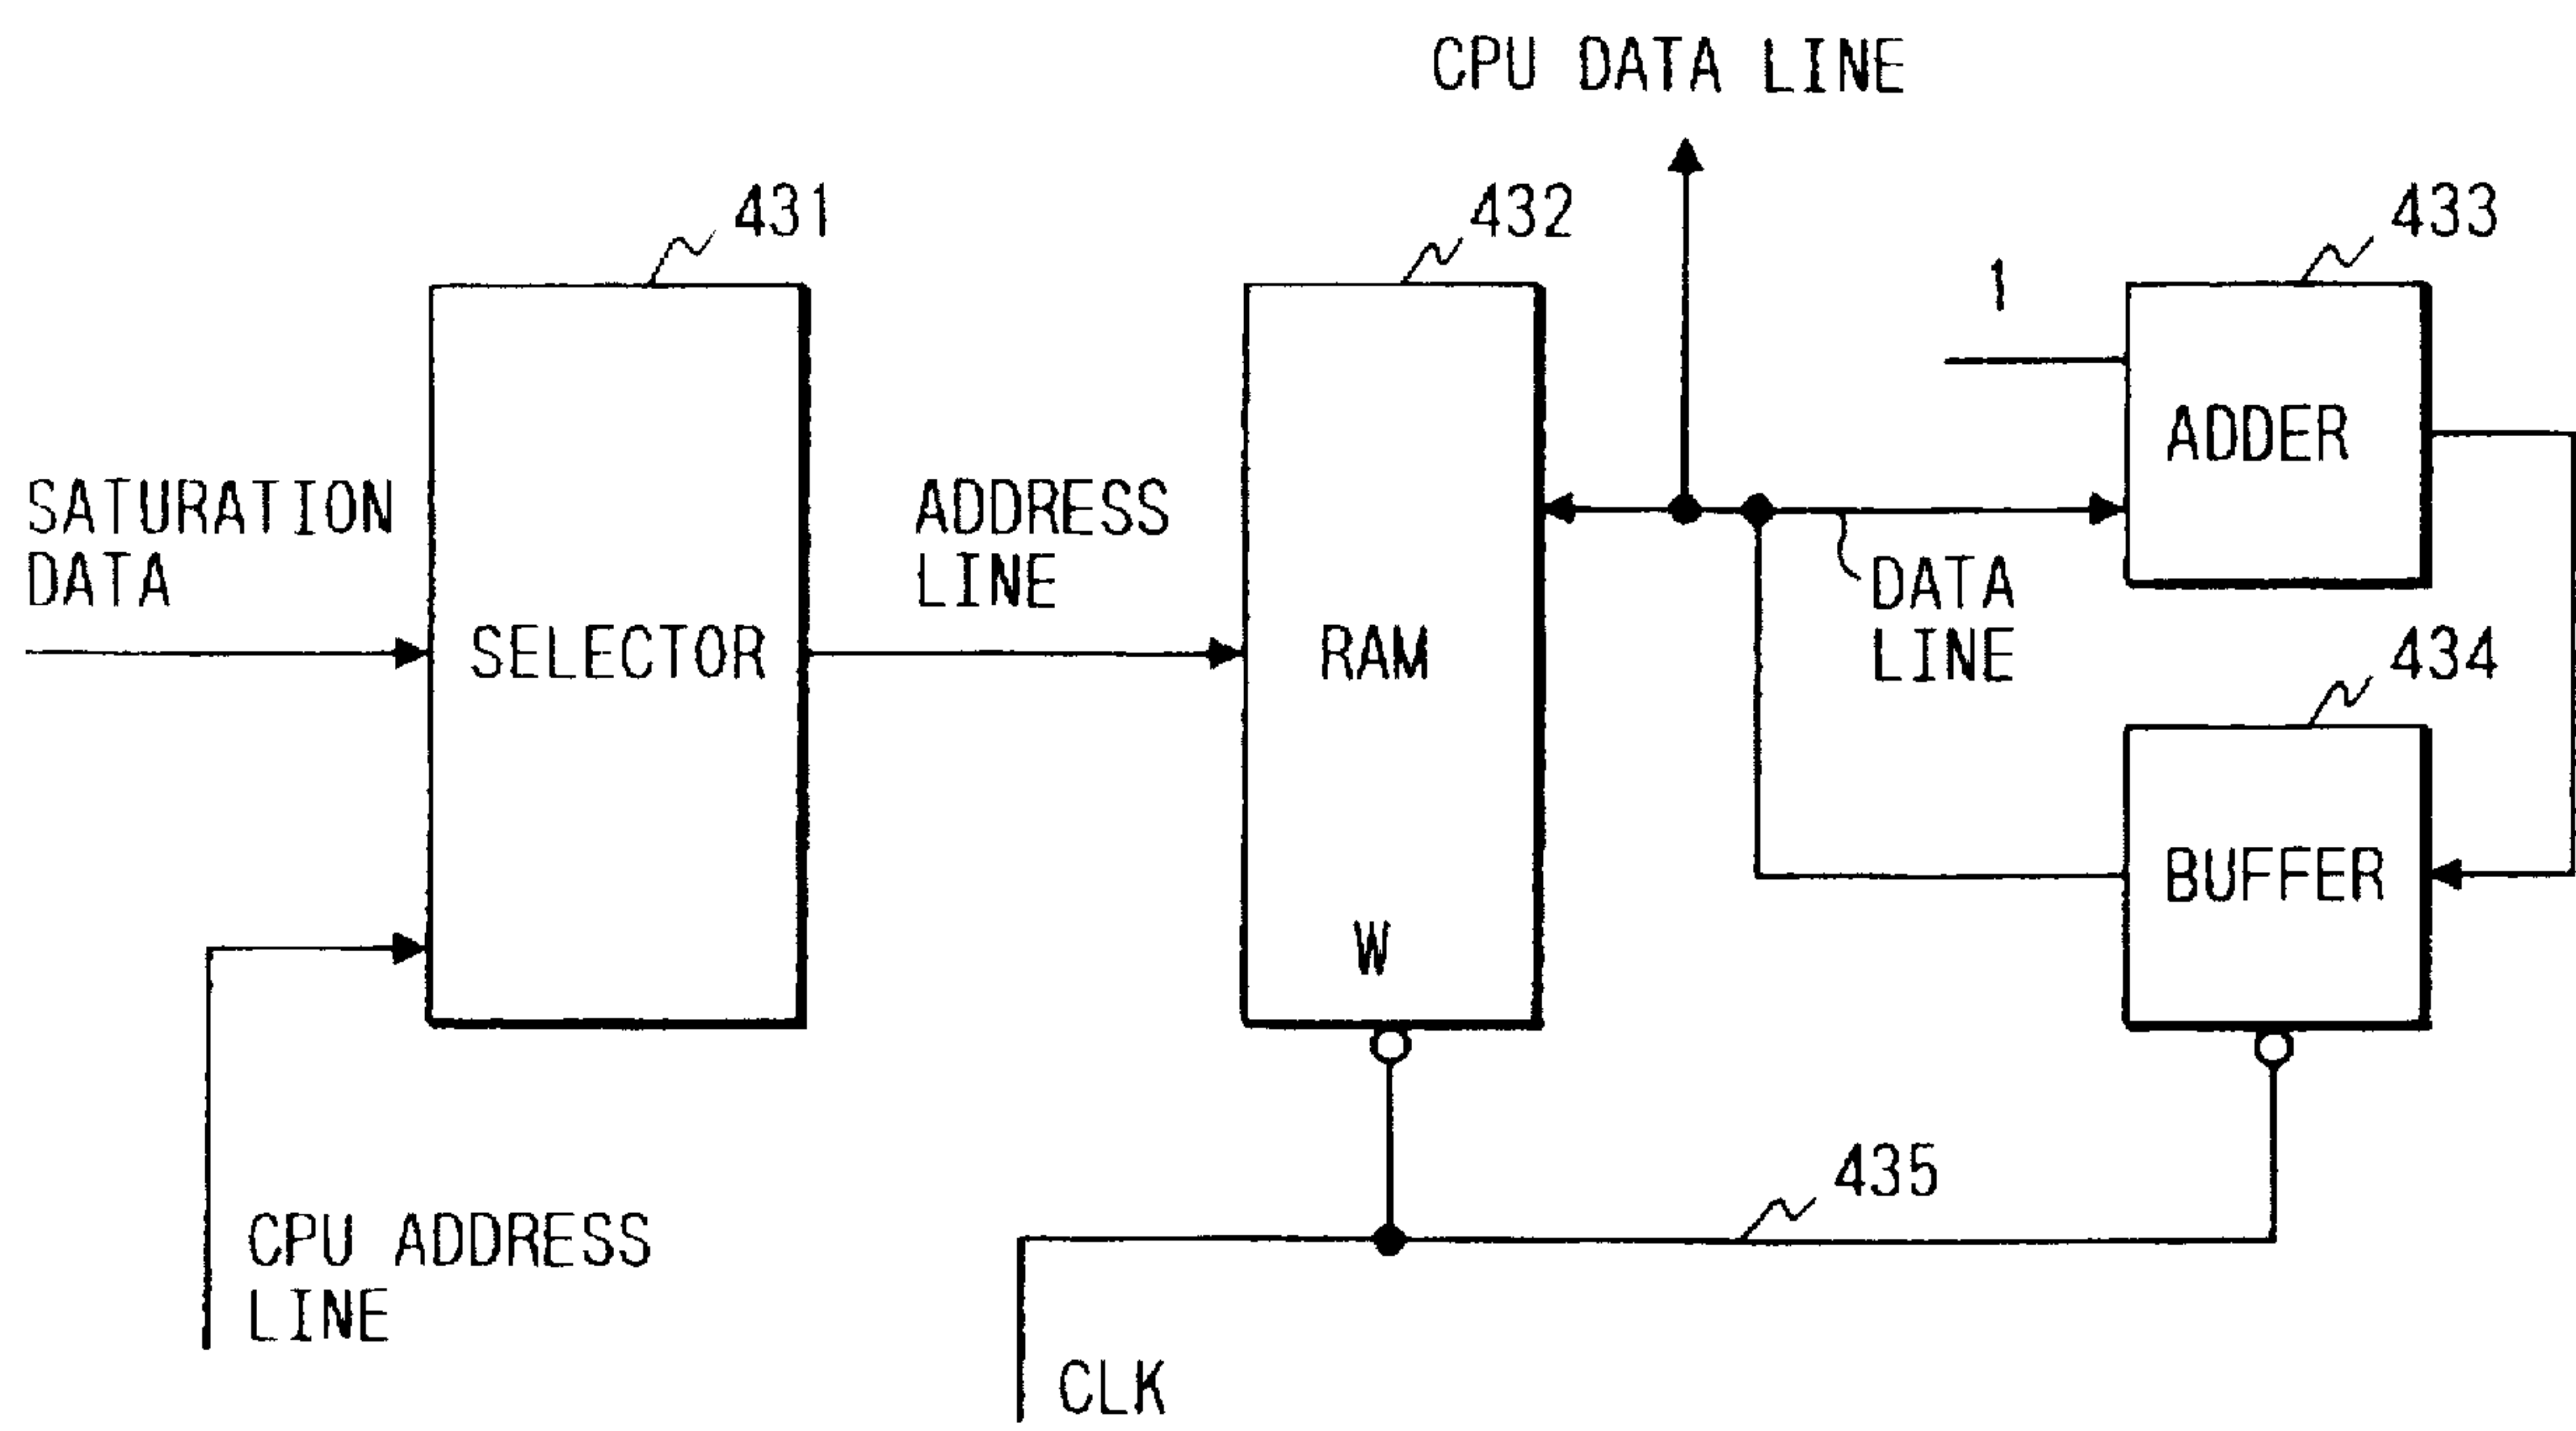 CPU DATA LINE
431
432
433
1
ADDER
SATURATION
DATA
ADDRESS
LINE
DATA
LINE
SELECTOR
RAM
434
BUFFER
W
435
CPU ADDRESS
LINE
CLK